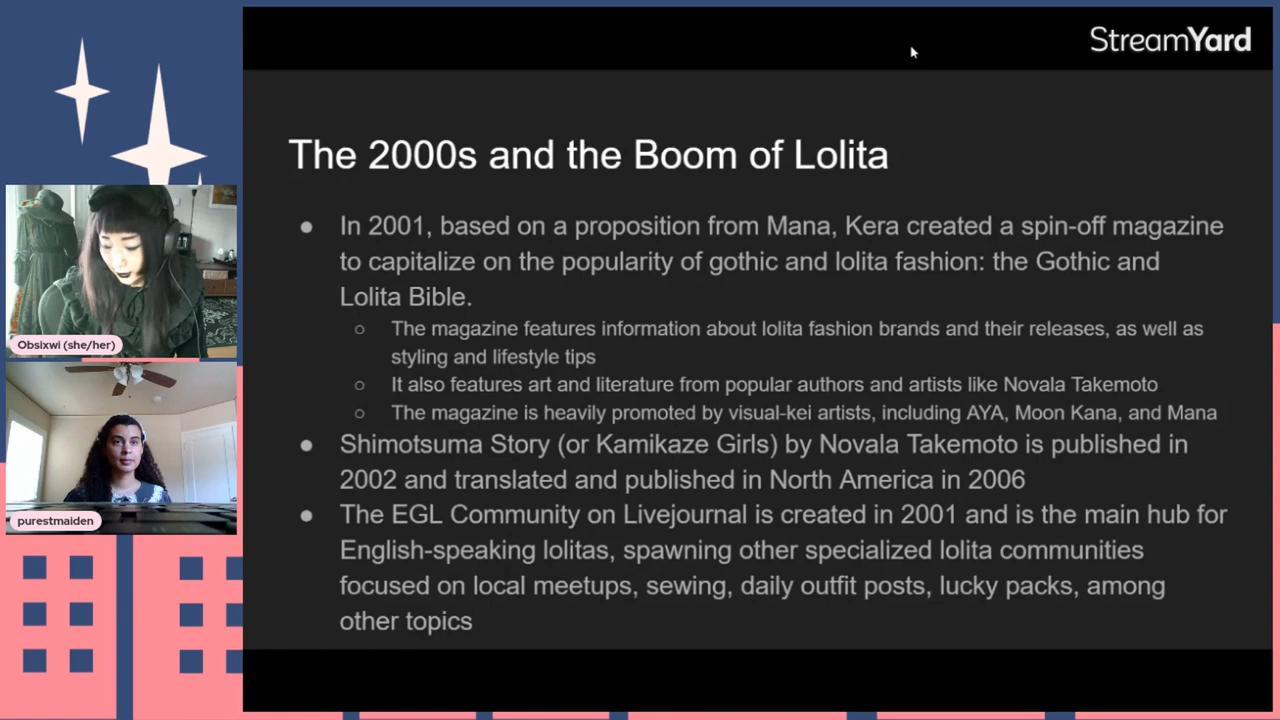 StreamYard
The 2000s and the Boom of Lolita
● In 2001, based on a proposition from Mana, Kera created a spin-off magazine
to capitalize on the popularity of gothic and lolita fashion: the Gothic and
Lolita Bible.
○ The magazine features information about lolita fashion brands and their releases, as well as
styling and lifestyle tips
○ It also features art and literature from popular authors and artists like Novala Takemoto
○ The magazine is heavily promoted by visual-kei artists, including AYA, Moon Kana, and Mana
● Shimotsuma Story (or Kamikaze Girls) by Novala Takemoto is published in
2002 and translated and published in North America in 2006
● The EGL Community on Livejournal is created in 2001 and is the main hub for
English-speaking lolitas, spawning other specialized lolita communities
focused on local meetups, sewing, daily outfit posts, lucky packs, among
other topics
Obsixwi (she/her)
purestmaiden